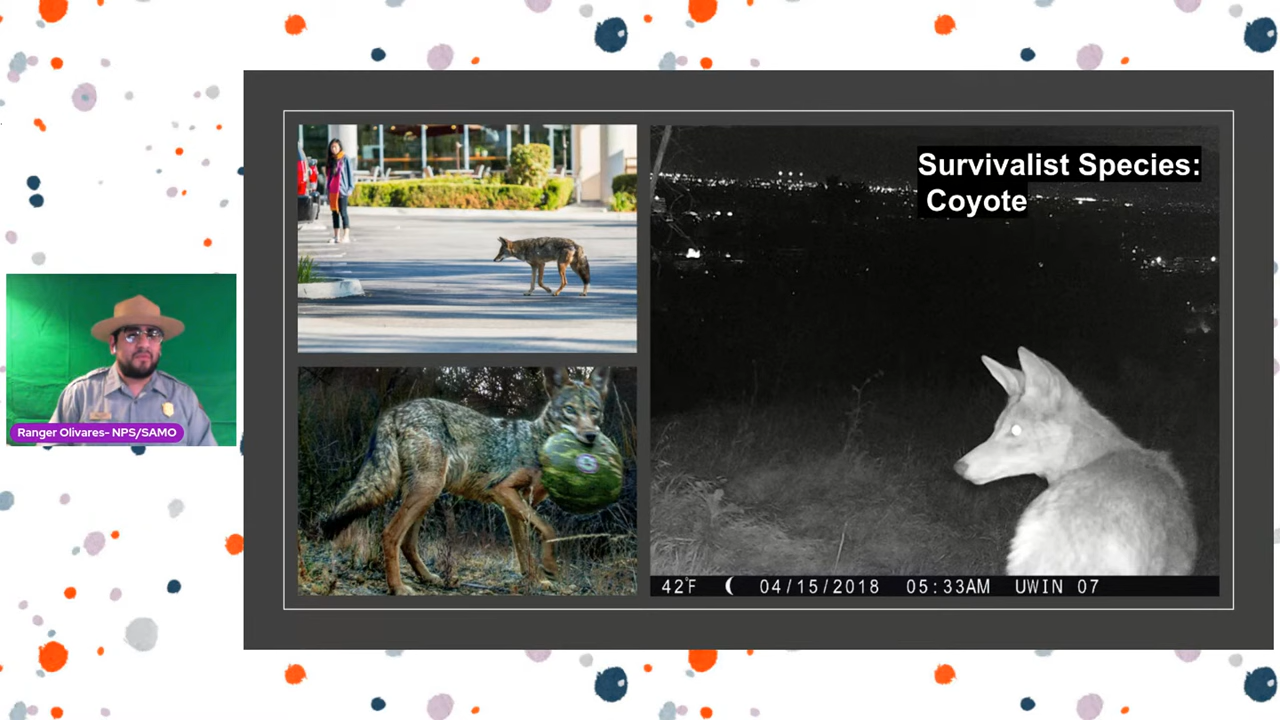 Survivalist Species:
Coyote
Ranger Olivares- NPS/SAMO
42°F 04/15/2018 05:33AM UWIN 07